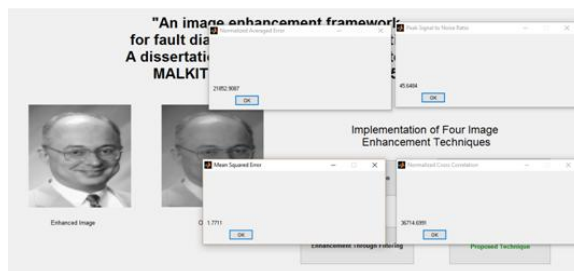 "An image enhancement framework
for fault dia
A dissertati
MALKIT
Normalized Averaged Error
21852.9087
OK
Peak Signal to Noise Ratio
45.6484
OK
Implementation of Four Image
Enhancement Techniques
Mean Squared Error
1.7711
OK
Normalized Cross Correlation
36714.6391
OK
Enhanced Image
O
Enhancement Through Filtering
Proposed Technique